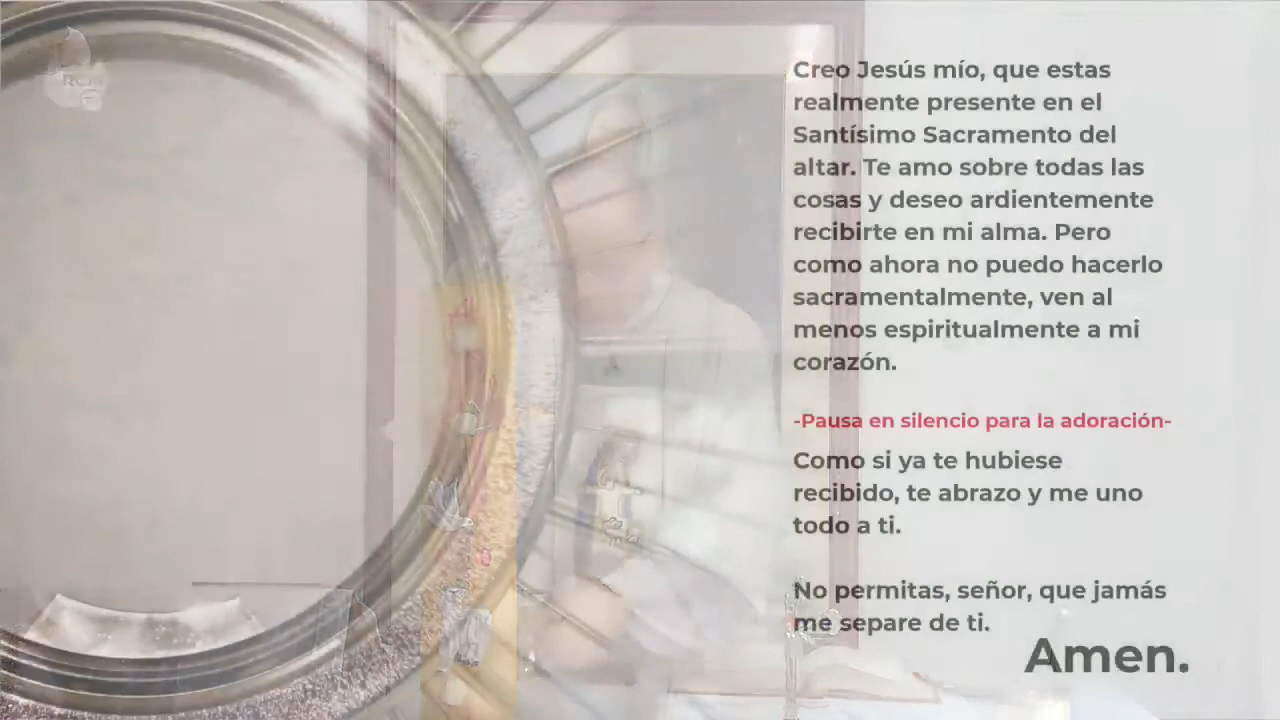 Creo Jesús mío, que estas
realmente presente en el
Santísimo Sacramento del
altar. Te amo sobre todas las
cosas y deseo ardientemente
recibirte en mi alma. Pero
como ahora no puedo hacerlo
sacramentalmente, ven al
menos espiritualmente a mi
corazón.
-Pausa en silencio para la adoración-
Como si ya te hubiese
recibido, te abrazo y me uno
todo a ti.
No permitas, señor, que jamás
me separe de ti.
Amen.